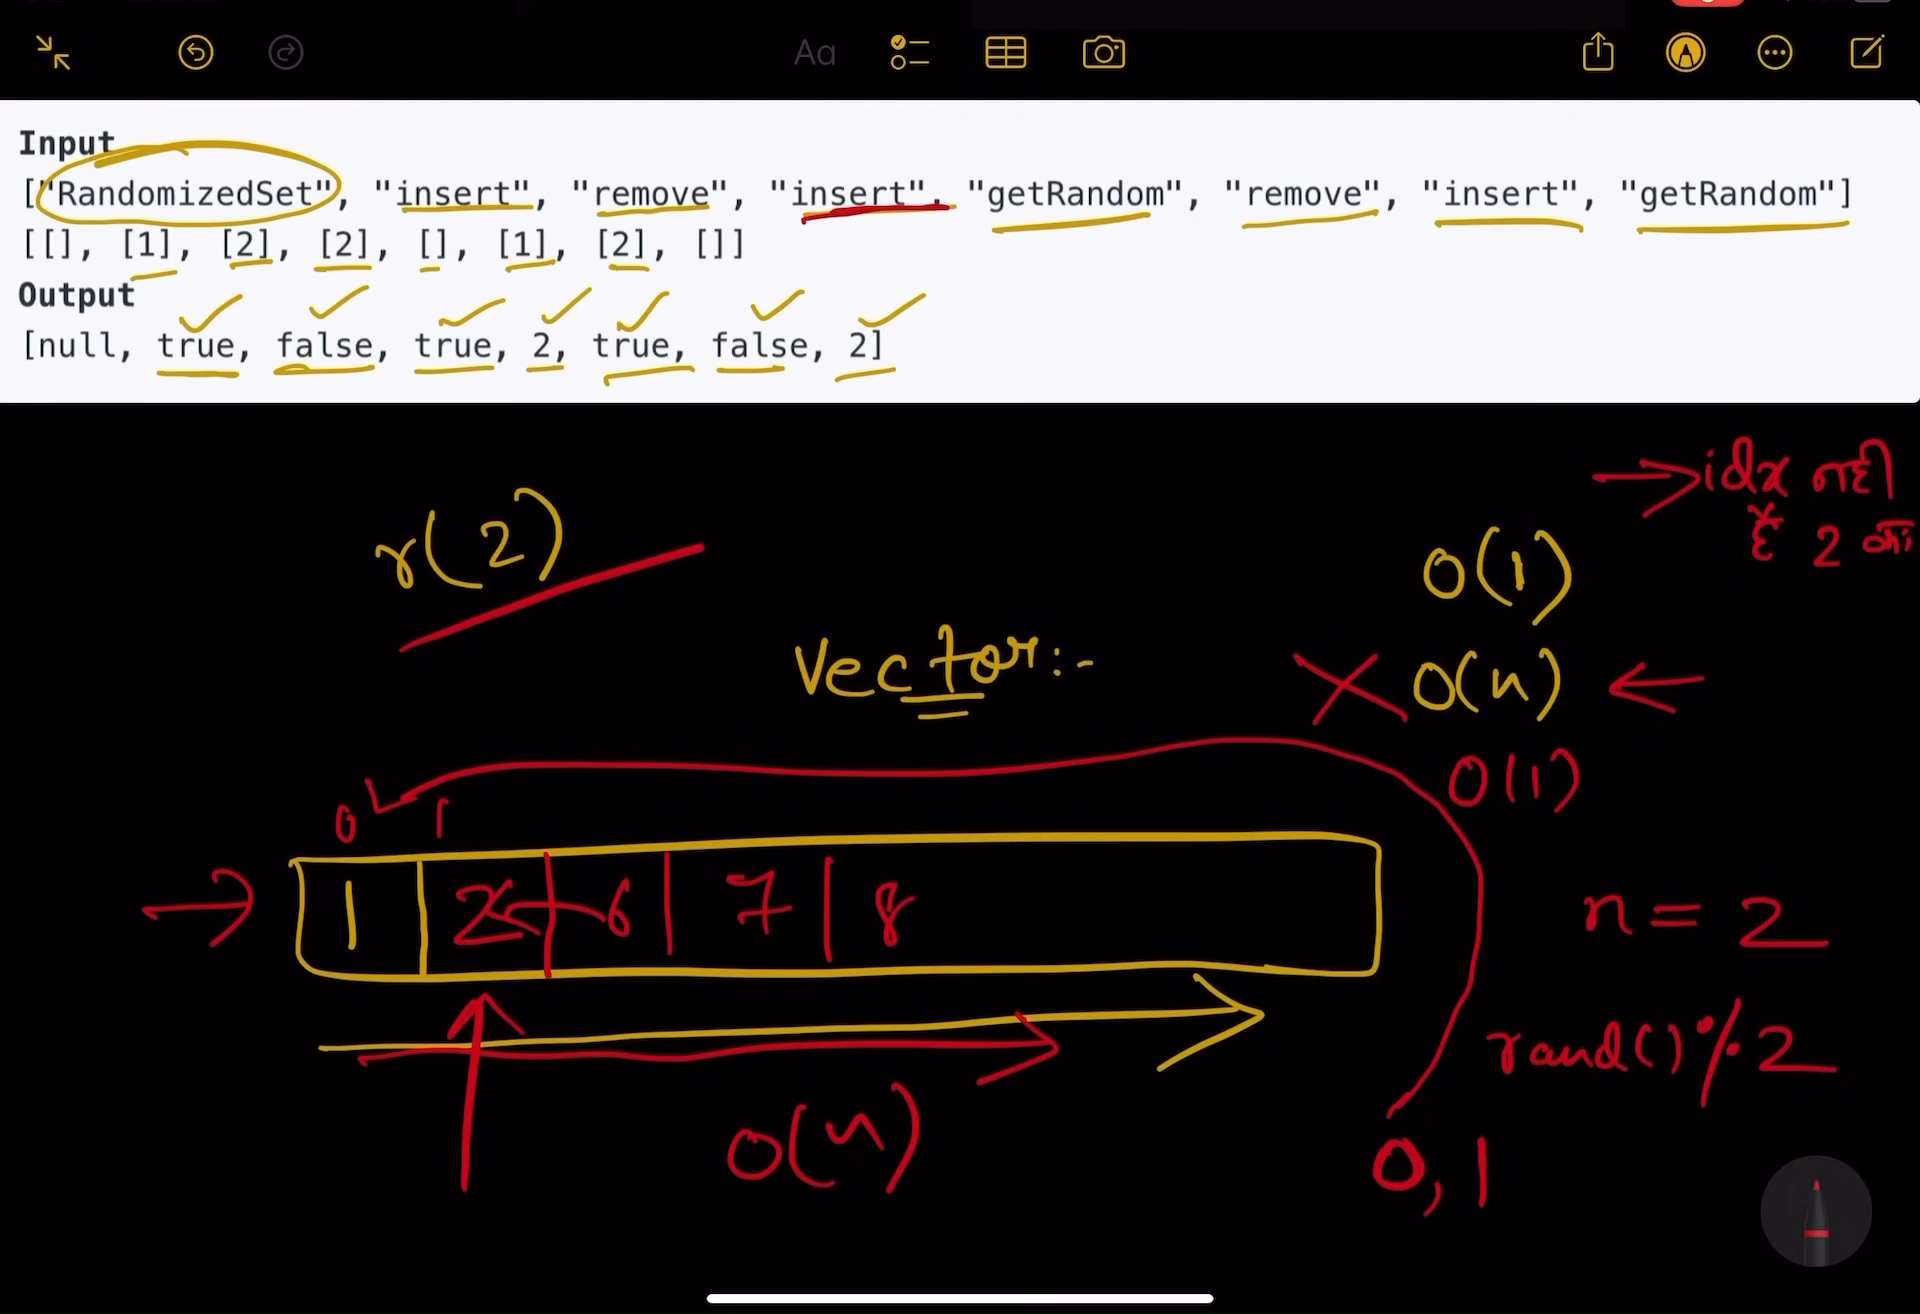 Aa
Input
["RandomizedSet", "insert", "remove", "insert", "getRandom", "remove", "insert", "getRandom"]
[[], [1], [2], [2], [], [1], [2], []]
Output
[null, true, false, true, 2, true, false, 2]
idx नही
है 2 का
r(2)
O(1)
Vector:-
O(n)
O(1)
0 1
1 2 6 7 8
n = 2
rand()%2
O(n)
0,1